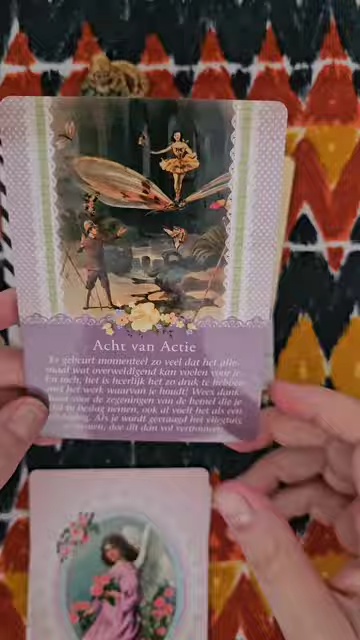 Acht van Actie
Er gebeurt momenteel zo veel dat het alle-
maal wat overweldigend kan voelen voor je.
En toch, het is heerlijk het zo druk te hebben
met het werk waarvan je houdt! Wees dank-
baar voor de zegeningen van de hemel die je
tijd in beslag nemen, ook al voelt het als een
Als je wordt gevraagd het vliegtuig
te nemen, doe dit dan vol vertrouwen.